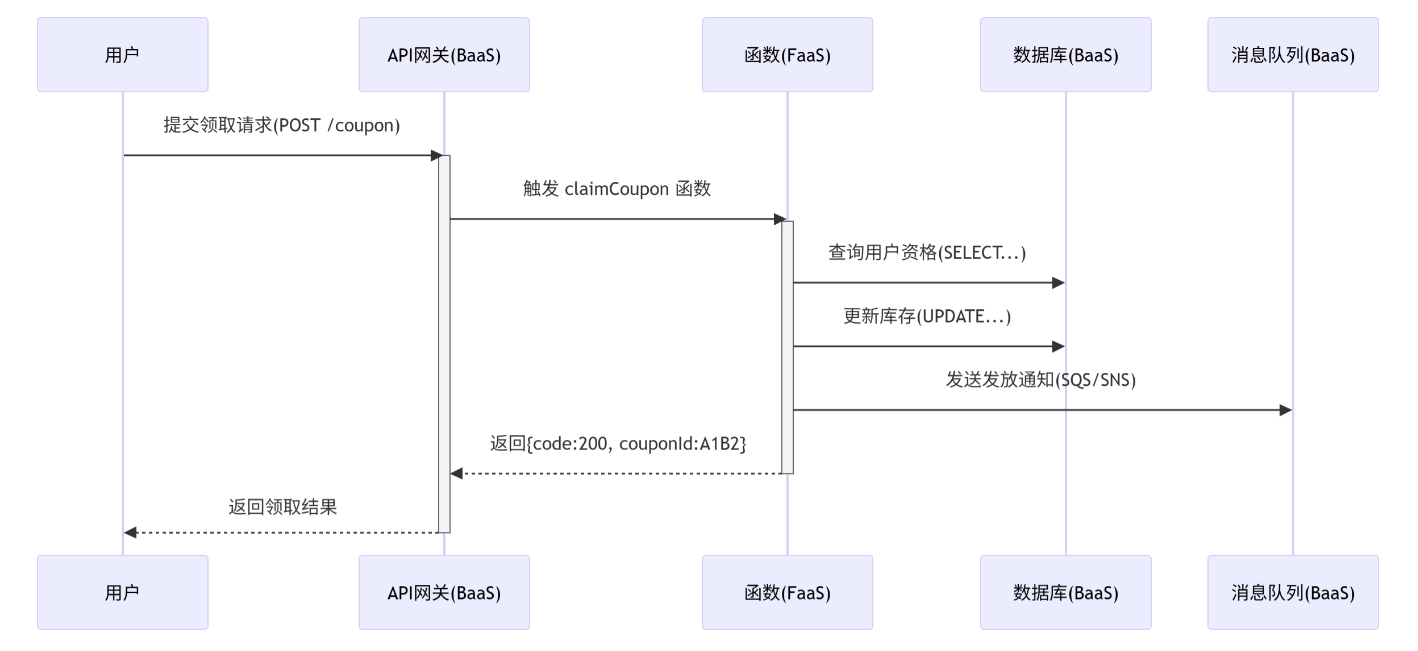 用户
API网关(BaaS)
函数(FaaS)
数据库(BaaS)
消息队列(BaaS)
提交领取请求(POST /coupon)
触发 claimCoupon 函数
查询用户资格(SELECT...)
更新库存(UPDATE...)
发送发放通知(SQS/SNS)
返回{code:200, couponId:A1B2}
返回领取结果
用户
API网关(BaaS)
函数(FaaS)
数据库(BaaS)
消息队列(BaaS)